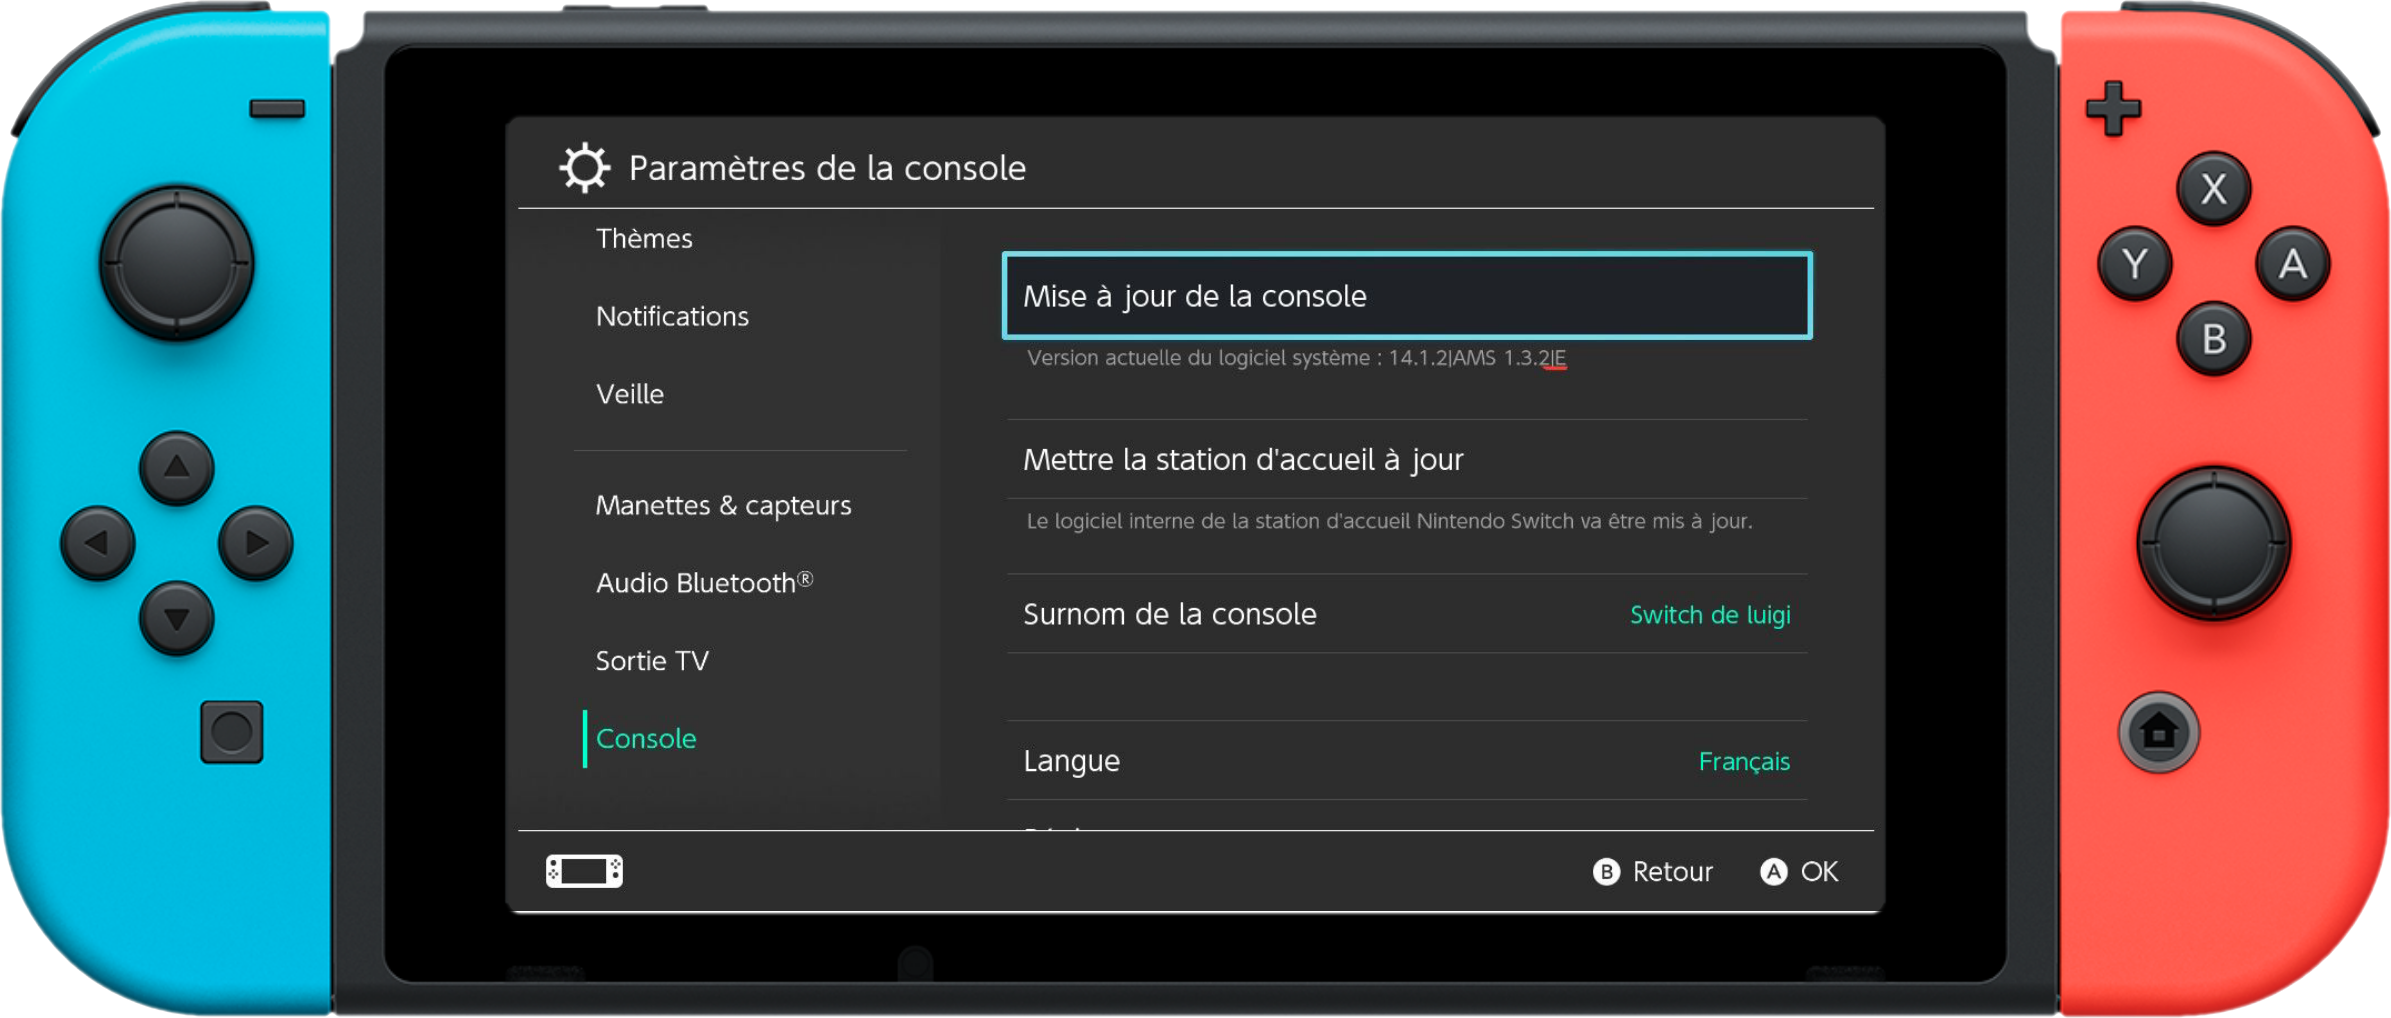 Paramètres de la console
Thèmes
Notifications
Veille
Manettes & capteurs
Audio Bluetooth®
Sortie TV
Console
Mise à jour de la console
Version actuelle du logiciel système : 14.1.2|AMS 1.3.2|E
Mettre la station d'accueil à jour
Le logiciel interne de la station d'accueil Nintendo Switch va être mis à jour.
Surnom de la console
Switch de luigi
Langue
Français
B Retour
A OK
X
Y
A
B